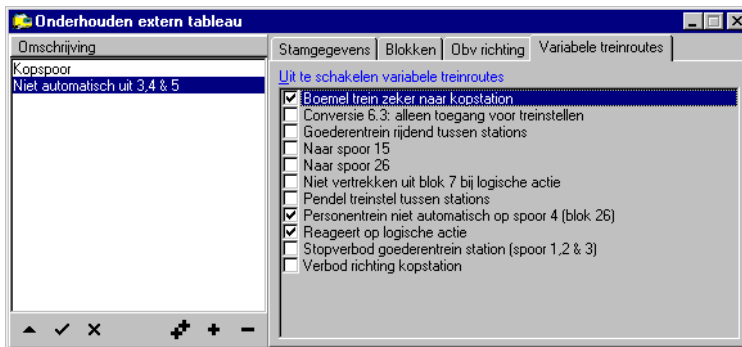 Onderhouden extern tableau
Omschrijving
Kopspoor
Niet automatisch uit 3,4 & 5
Stamgegevens Blokken Obv richting Variabele treinroutes
Uit te schakelen variabele treinroutes
Boemel trein zeker naar kopstation
Conversie 6.3: alleen toegang voor treinstellen
Goederentrein rijdend tussen stations
Naar spoor 15
Naar spoor 26
Niet vertrekken uit blok 7 bij logische actie
Pendel treinstel tussen stations
Personentrein niet automatisch op spoor 4 (blok 26)
Reageert op logische actie
Stopverbod goederentrein station (spoor 1,2 & 3)
Verbod richting kopstation